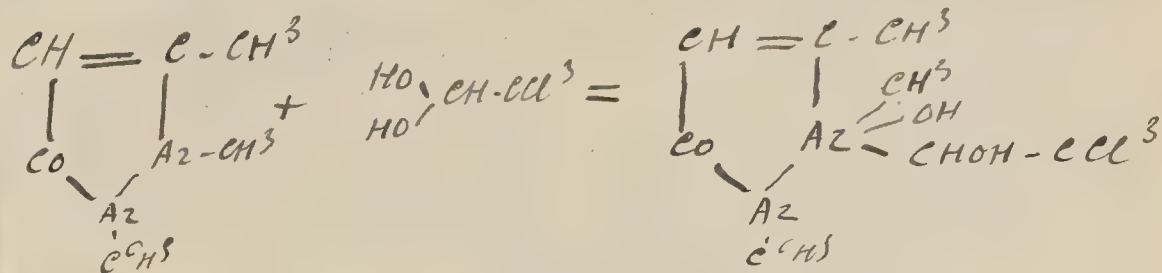 CH = C - CH³ CH = C - CH³
HO CH³
+ CH-CCl³ = OH
HO
CO Az-CH³ CO Az CHOH - CCl³
Az Az
C⁶H⁵ C⁶H⁵